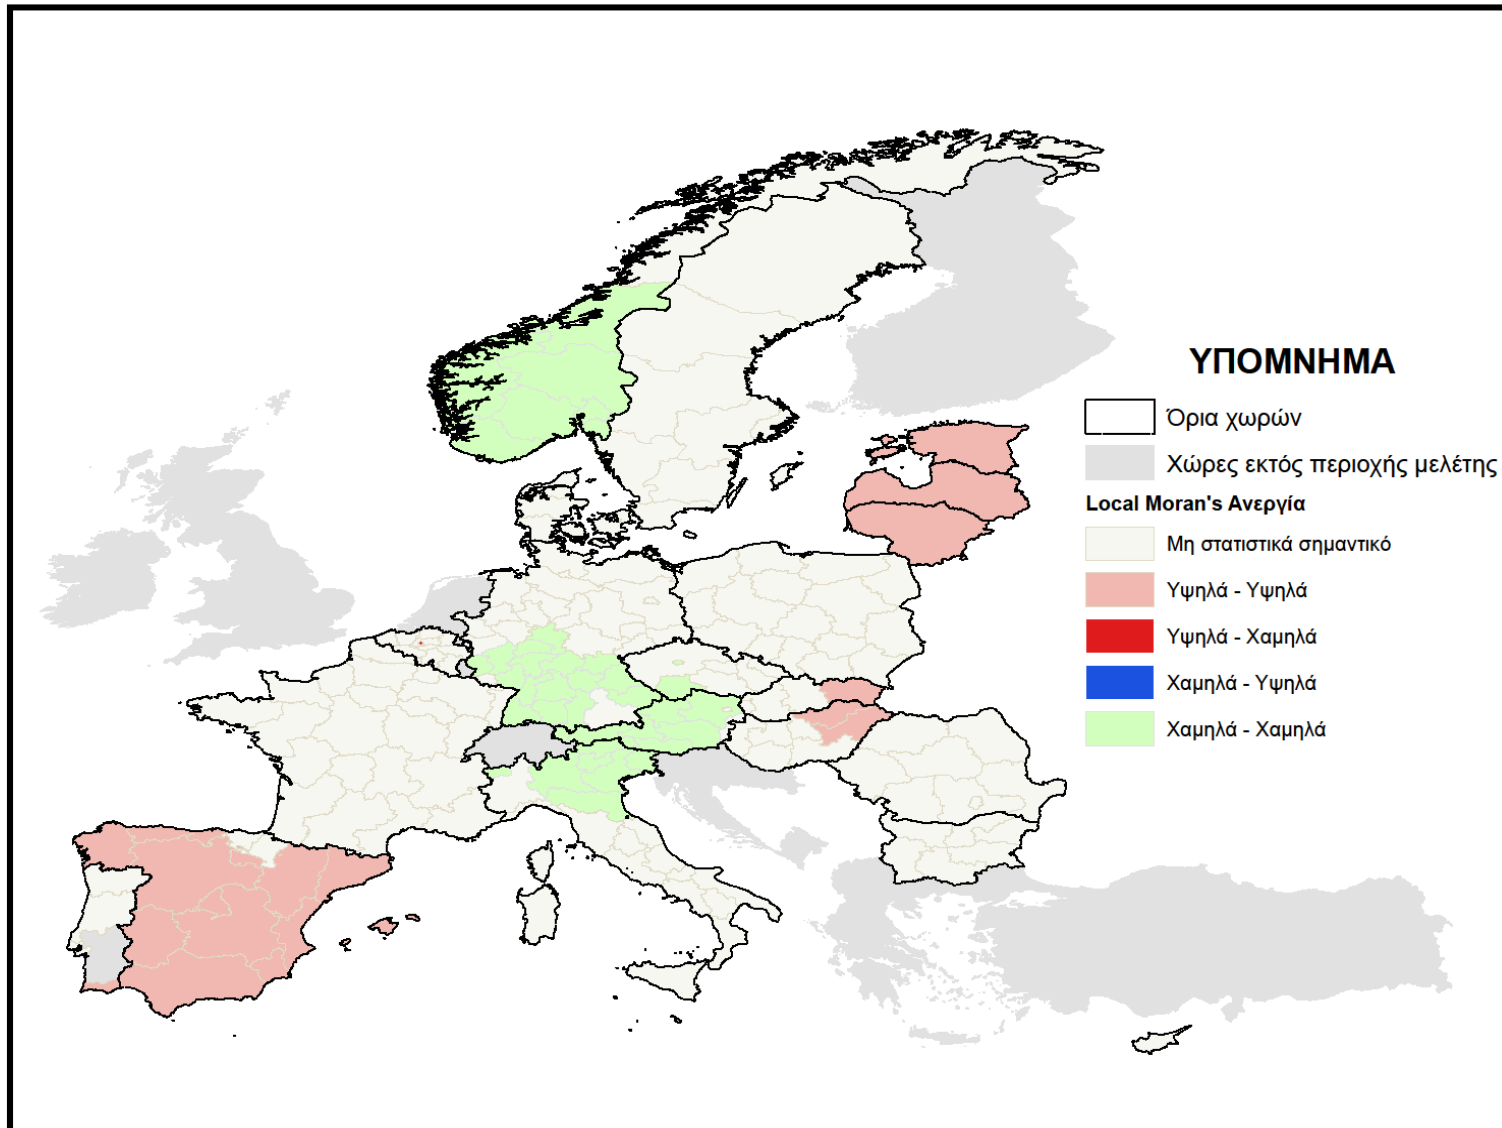 ΥΠΟΜΝΗΜΑ
Όρια χωρών
Χώρες εκτός περιοχής μελέτης
Local Moran's Ανεργία
Μη στατιστικά σημαντικό
Υψηλά - Υψηλά
Υψηλά - Χαμηλά
Χαμηλά - Υψηλά
Χαμηλά - Χαμηλά